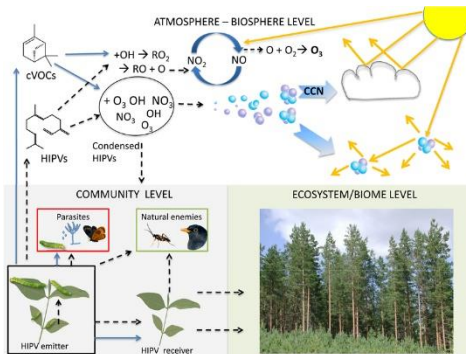 ATMOSPHERE – BIOSPHERE LEVEL
cVOCs
+OH → RO2
→ RO + O
NO2
NO
O + O2→ O3
HIPVs
+ O3 OH NO3
NO3 OH
O3
Condensed
HIPVs
CCN
COMMUNITY LEVEL
ECOSYSTEM/BIOME LEVEL
Parasites
Natural enemies
HIPV emitter
HIPV receiver